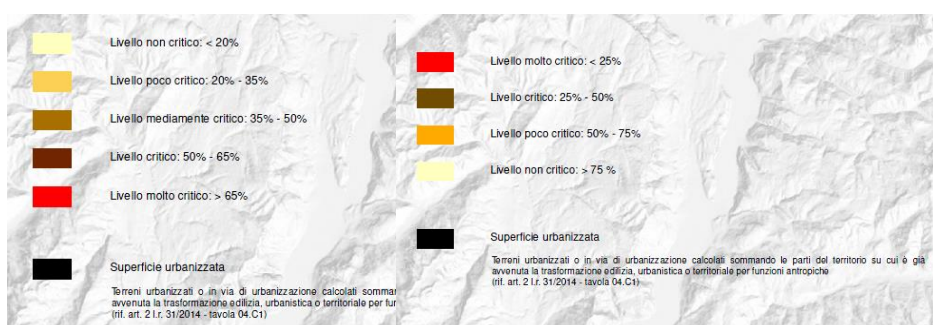 Livello non critico: < 20%
Livello poco critico: 20% - 35%
Livello mediamente critico: 35% - 50%
Livello critico: 50% - 65%
Livello molto critico: > 65%
Superficie urbanizzata
Terreni urbanizzati o in via di urbanizzazione calcolati sommar
avvenuta la trasformazione edilizia, urbanistica o territoriale per fur
(rif. art. 2 l.r. 31/2014 - tavola 04.C1)
Livello molto critico: < 25%
Livello critico: 25% - 50%
Livello poco critico: 50% - 75%
Livello non critico: > 75 %
Superficie urbanizzata
Terreni urbanizzati o in via di urbanizzazione calcolati sommando le parti del territorio su cui è già
avvenuta la trasformazione edilizia, urbanistica o territoriale per funzioni antropiche
(rif. art. 2 l.r. 31/2014 - tavola 04.C1)